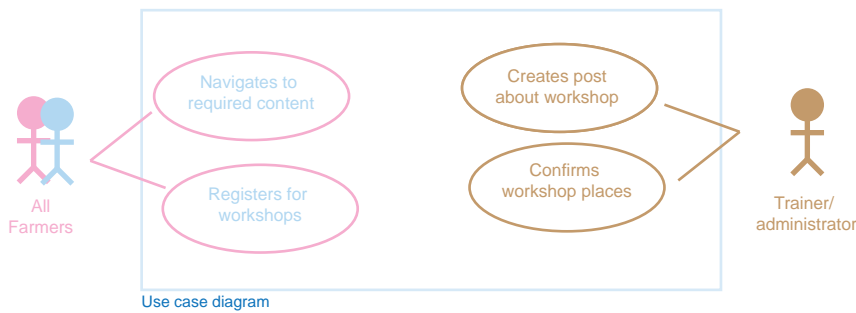 Navigates to
required content
Creates post
about workshop
Registers for
workshops
Confirms
workshop places
All
Farmers
Trainer/
administrator
Use case diagram